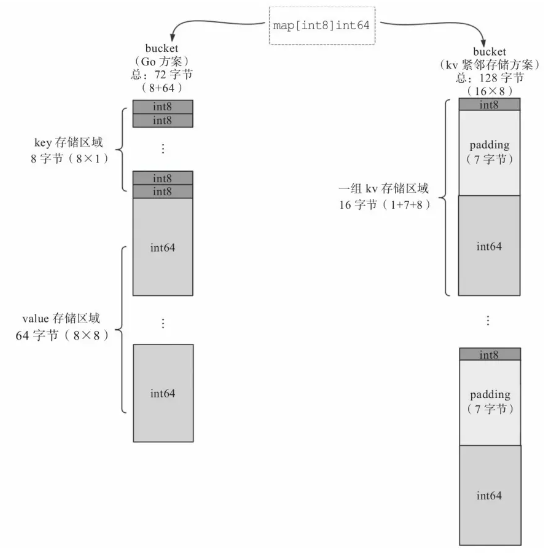 map[int8]int64
bucket
（Go 方案）
总：72 字节
（8+64）
int8
int8
key 存储区域
8 字节（8×1）
⋮
int8
int8
int64
value 存储区域
64 字节（8×8）
⋮
int64
bucket
（kv 紧邻存储方案）
总：128 字节
（16×8）
int8
padding
（7 字节）
一组 kv 存储区域
16 字节（1+7+8）
int64
⋮
int8
padding
（7 字节）
int64